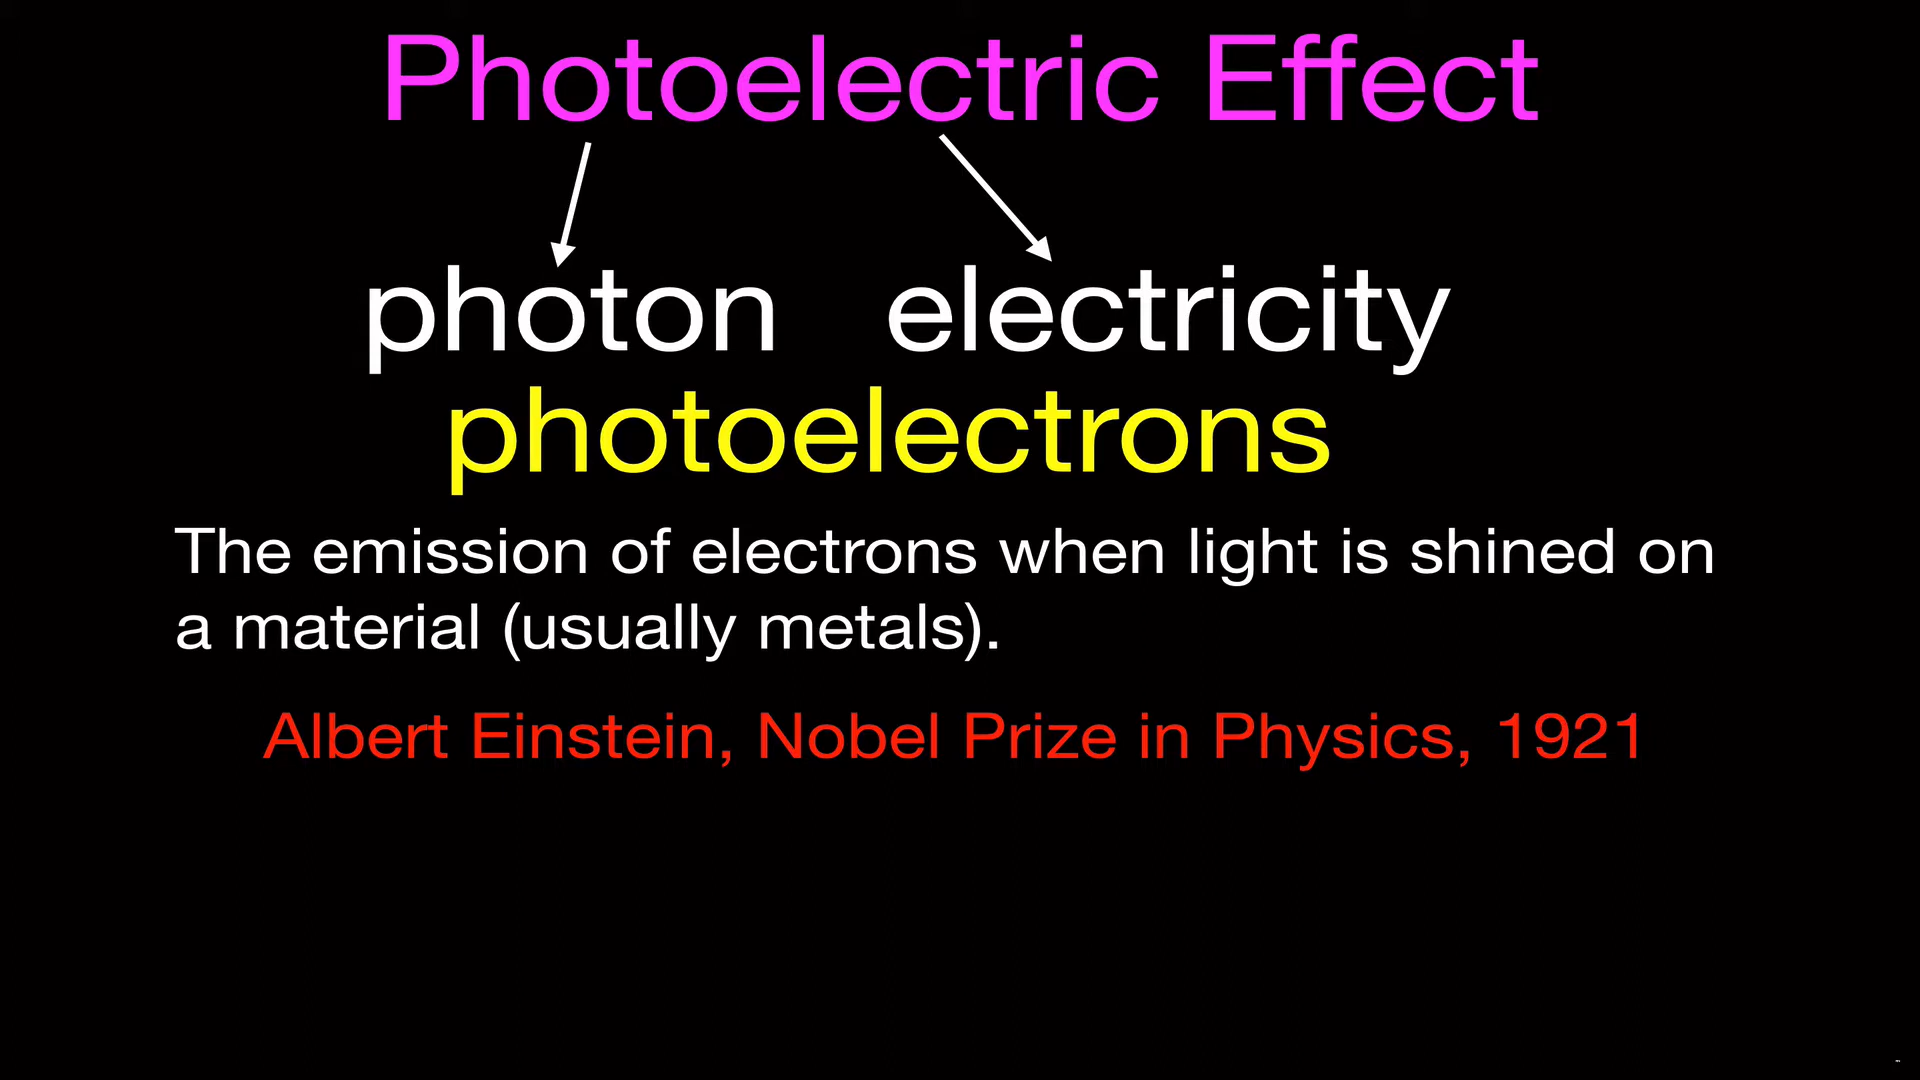 Photoelectric Effect
photon electricity
photoelectrons
The emission of electrons when light is shined on
a material (usually metals).
Albert Einstein, Nobel Prize in Physics, 1921